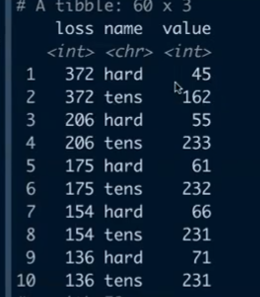 # A tibble: 60 x 3
loss name value
<int> <chr> <int>
1 372 hard 45
2 372 tens 162
3 206 hard 55
4 206 tens 233
5 175 hard 61
6 175 tens 232
7 154 hard 66
8 154 tens 231
9 136 hard 71
10 136 tens 231